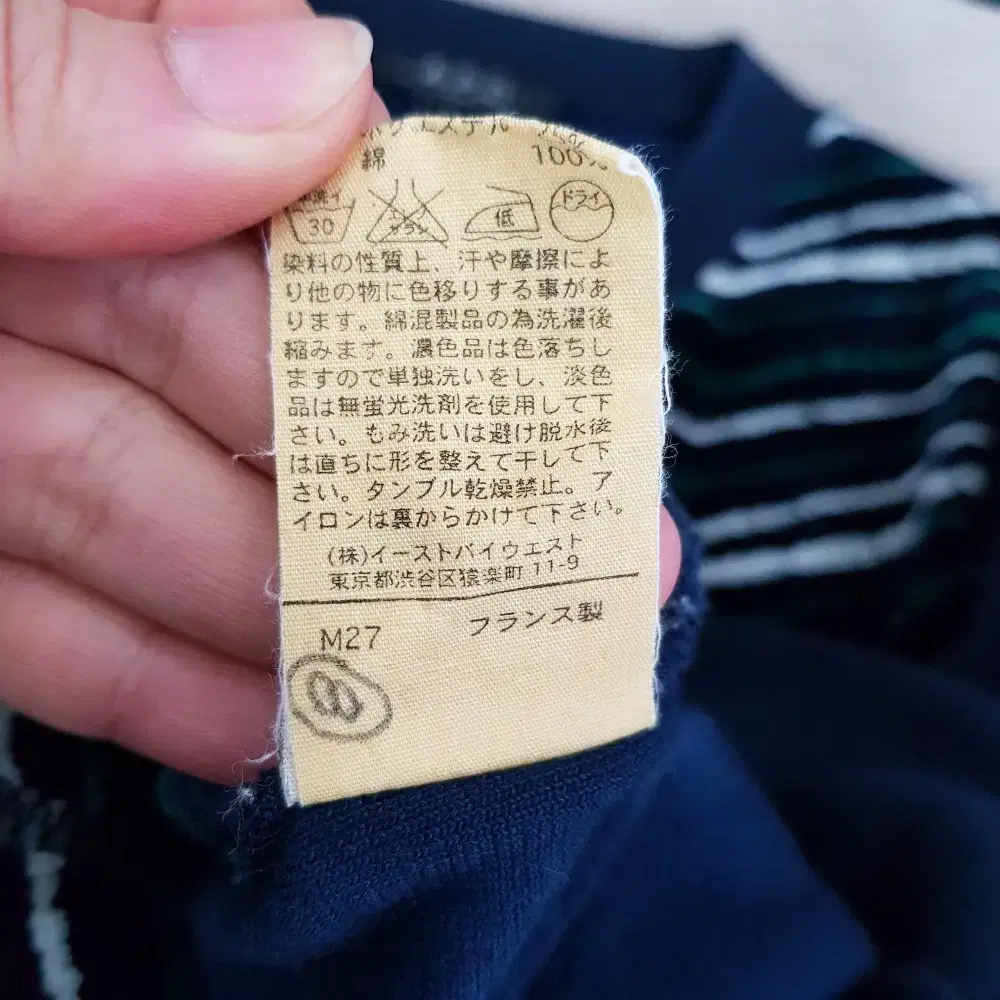 ポリエステル
綿 100%
30 低 ドライ
染料の性質上、汗や摩擦によ
り他の物に色移りする事があ
ります。綿混製品の為洗濯後
縮みます。濃色品は色落ちし
ますので単独洗いをし、淡色
品は無蛍光洗剤を使用して下
さい。もみ洗いは避け脱水後
は直ちに形を整えて干して下
さい。タンブル乾燥禁止。ア
イロンは裏からかけて下さい。
(株)イーストバイウエスト
東京都渋谷区猿楽町 11-9
M27 フランス製
8